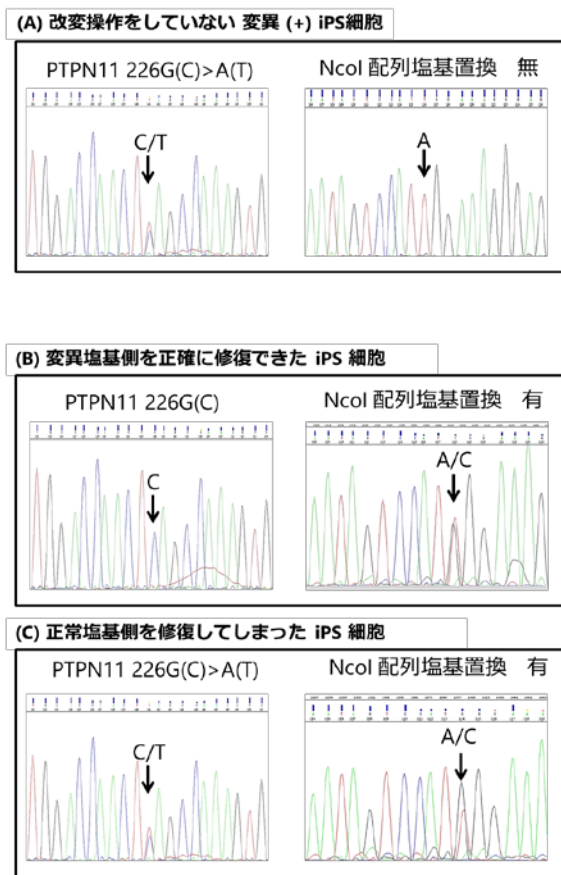 (A) 改変操作をしていない 変異 (+) iPS細胞
PTPN11 226G(C)>A(T)
NcoI 配列塩基置換 無
C/T
A
(B) 変異塩基側を正確に修復できた iPS 細胞
PTPN11 226G(C)
NcoI 配列塩基置換 有
C
A/C
(C) 正常塩基側を修復してしまった iPS 細胞
PTPN11 226G(C)>A(T)
NcoI 配列塩基置換 有
C/T
A/C